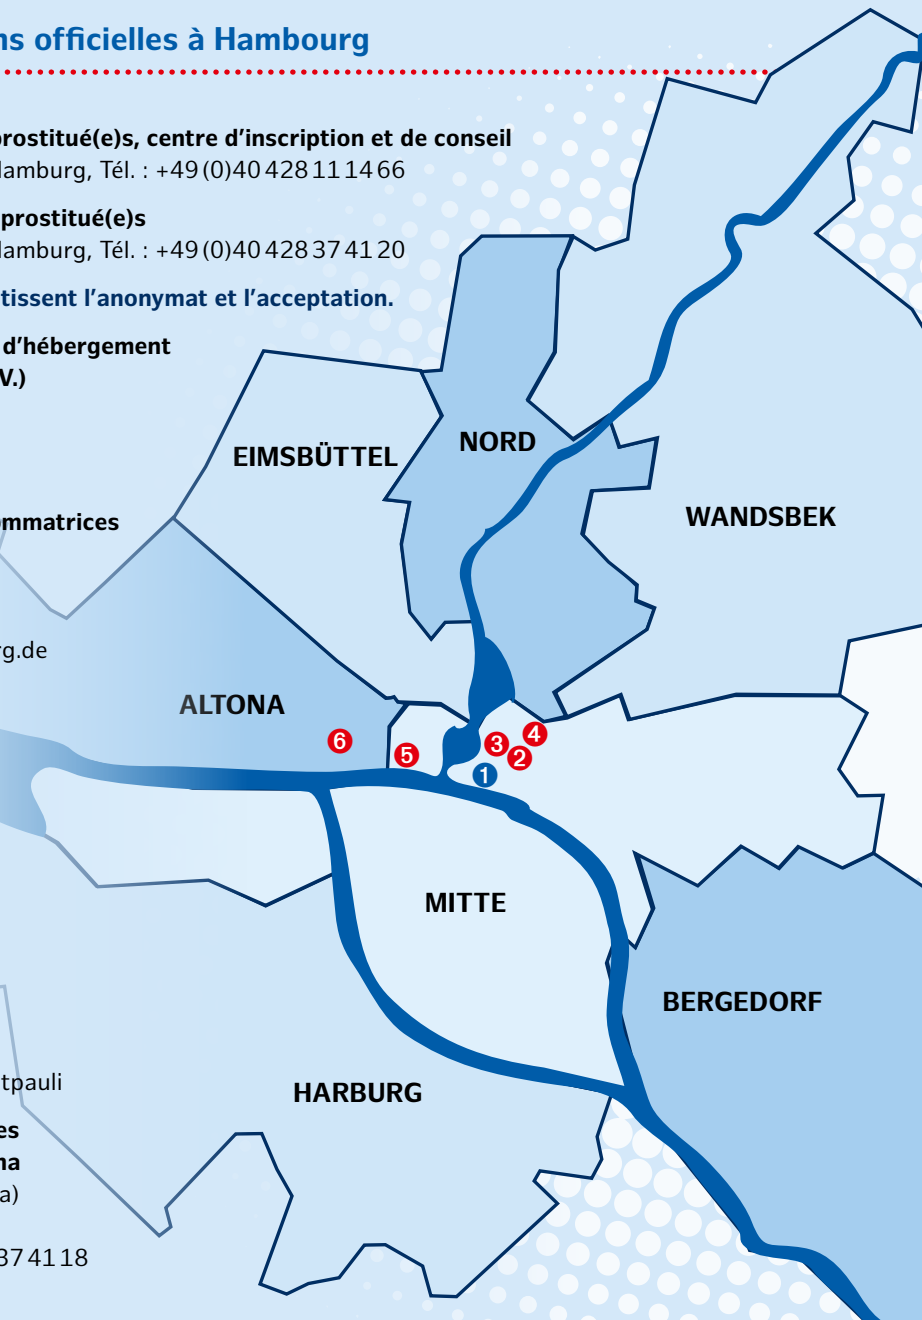 ns officielles à Hambourg
prostitué(e)s, centre d'inscription et de conseil
Hamburg, Tél. : +49 (0)40 428 11 14 66
prostitué(e)s
Hamburg, Tél. : +49 (0)40 428 37 41 20
tissent l'anonymat et l'acceptation.
d'hébergement
V.)
EIMSBÜTTEL
NORD
WANDSBEK
ommatrices
rg.de
ALTONA
6
5
3
4
2
1
MITTE
BERGEDORF
tpauli
HARBURG
es
na
a)
37 41 18